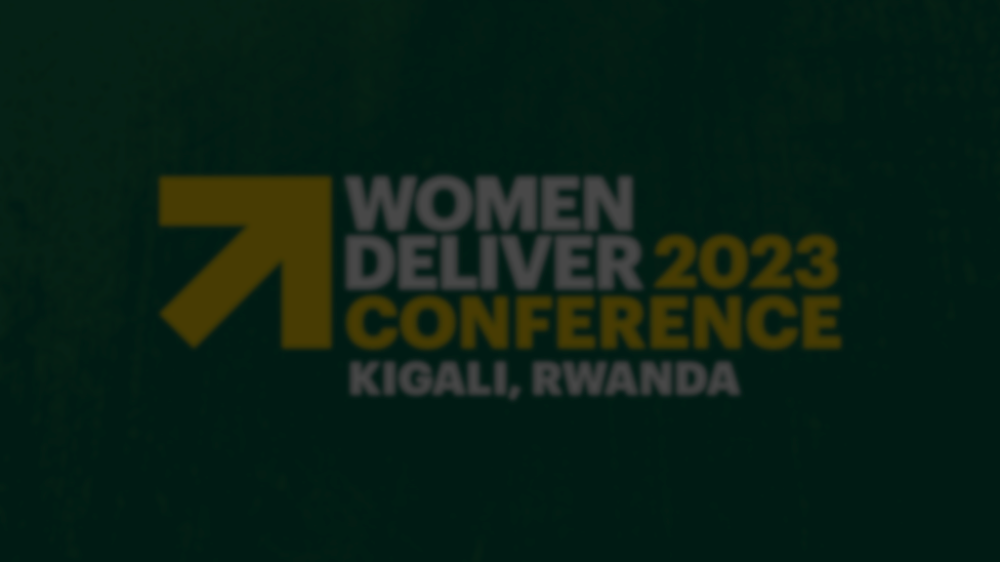 WOMEN
DELIVER 2023
CONFERENCE
KIGALI, RWANDA